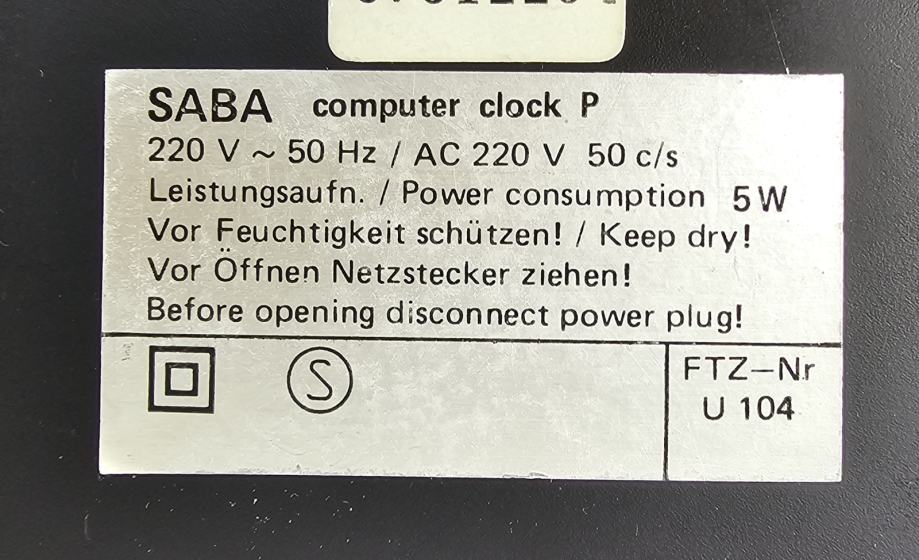 SABA computer clock P
220 V ~ 50 Hz / AC 220 V 50 c/s
Leistungsaufn. / Power consumption 5W
Vor Feuchtigkeit schützen! / Keep dry!
Vor Öffnen Netzstecker ziehen!
Before opening disconnect power plug!
S
FTZ–Nr
U 104